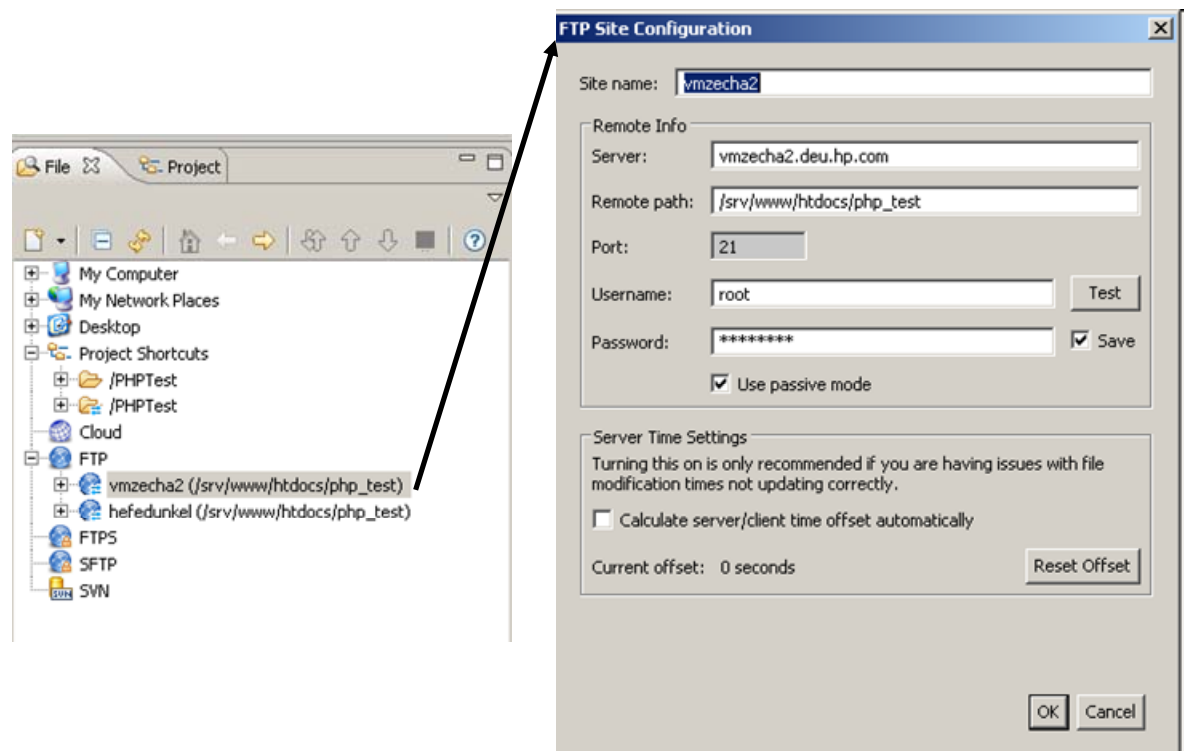 File
Project
My Computer
My Network Places
Desktop
Project Shortcuts
/PHPTest
/PHPTest
Cloud
FTP
vmzecha2 (/srv/www/htdocs/php_test)
hefedunkel (/srv/www/htdocs/php_test)
FTPS
SFTP
SVN
FTP Site Configuration
Site name: vmzecha2
Remote Info
Server: vmzecha2.deu.hp.com
Remote path: /srv/www/htdocs/php_test
Port: 21
Username: root Test
Password: ******** Save
Use passive mode
Server Time Settings
Turning this on is only recommended if you are having issues with file
modification times not updating correctly.
Calculate server/client time offset automatically
Current offset: 0 seconds Reset Offset
OK Cancel